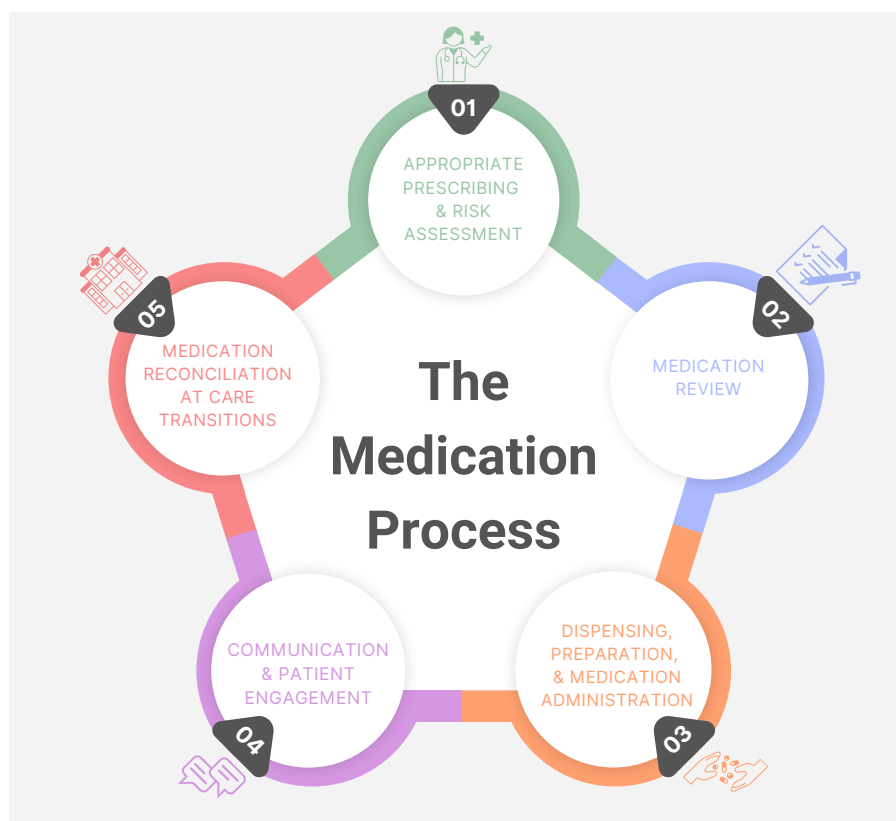 01
APPROPRIATE
PRESCRIBING
& RISK
ASSESSMENT
02
MEDICATION
REVIEW
03
DISPENSING,
PREPARATION,
& MEDICATION
ADMINISTRATION
04
COMMUNICATION
& PATIENT
ENGAGEMENT
05
MEDICATION
RECONCILIATION
AT CARE
TRANSITIONS
The
Medication
Process